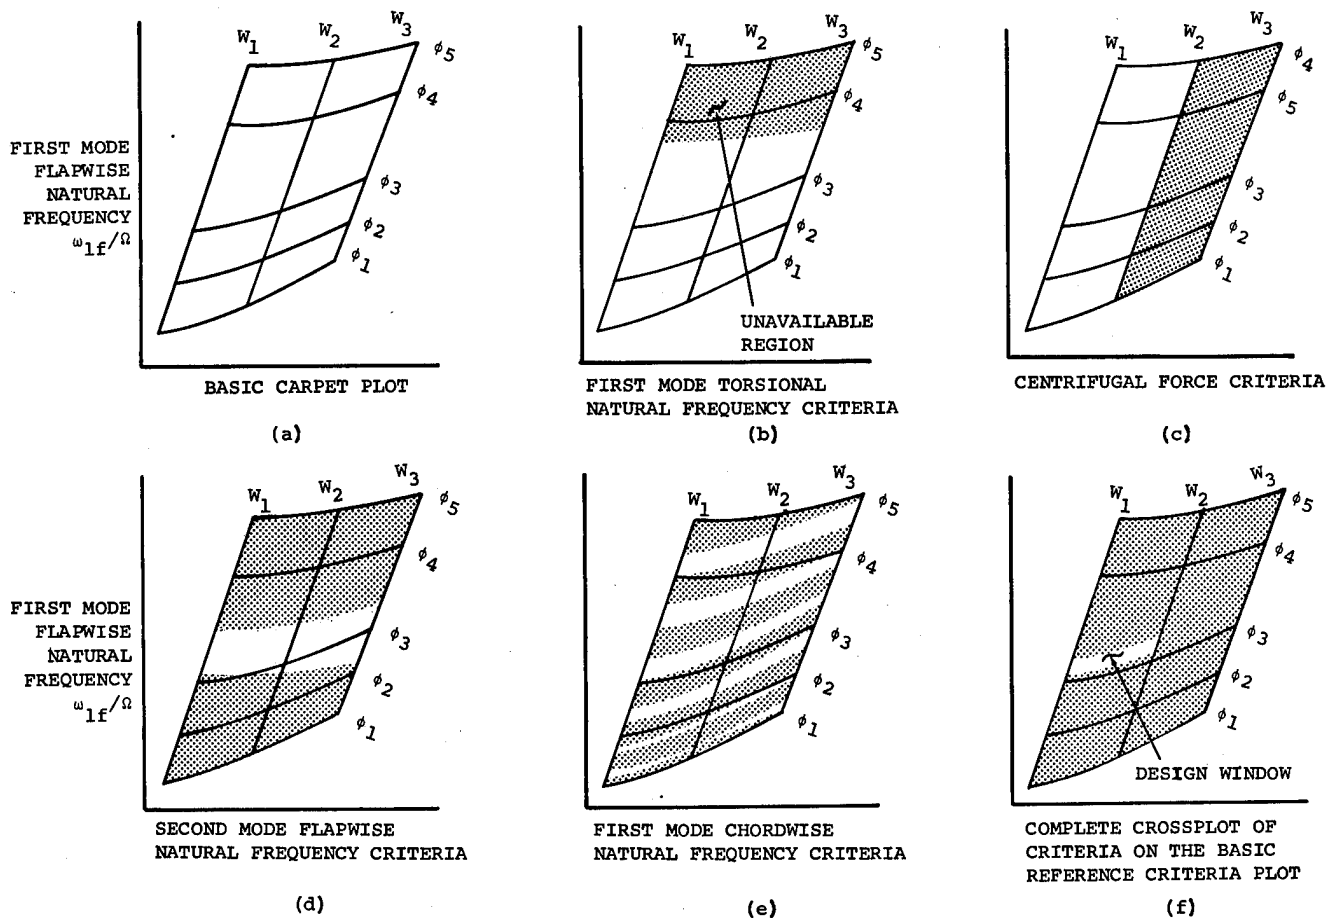 W1 W2 W3
ϕ5
ϕ4
ϕ3
ϕ2
ϕ1
FIRST MODE
FLAPWISE
NATURAL
FREQUENCY
ω1f/Ω
BASIC CARPET PLOT
(a)
W1 W2 W3
ϕ5
ϕ4
ϕ3
ϕ2
ϕ1
UNAVAILABLE
REGION
FIRST MODE TORSIONAL
NATURAL FREQUENCY CRITERIA
(b)
W1 W2 W3
ϕ4
ϕ5
ϕ3
ϕ2
ϕ1
CENTRIFUGAL FORCE CRITERIA
(c)
W1 W2 W3
ϕ5
ϕ4
ϕ3
ϕ2
ϕ1
FIRST MODE
FLAPWISE
NATURAL
FREQUENCY
ω1f/Ω
SECOND MODE FLAPWISE
NATURAL FREQUENCY CRITERIA
(d)
W1 W2 W3
ϕ5
ϕ4
ϕ3
ϕ2
ϕ1
FIRST MODE CHORDWISE
NATURAL FREQUENCY CRITERIA
(e)
W1 W2 W3
ϕ5
ϕ4
ϕ3
ϕ2
ϕ1
DESIGN WINDOW
COMPLETE CROSSPLOT OF
CRITERIA ON THE BASIC
REFERENCE CRITERIA PLOT
(f)